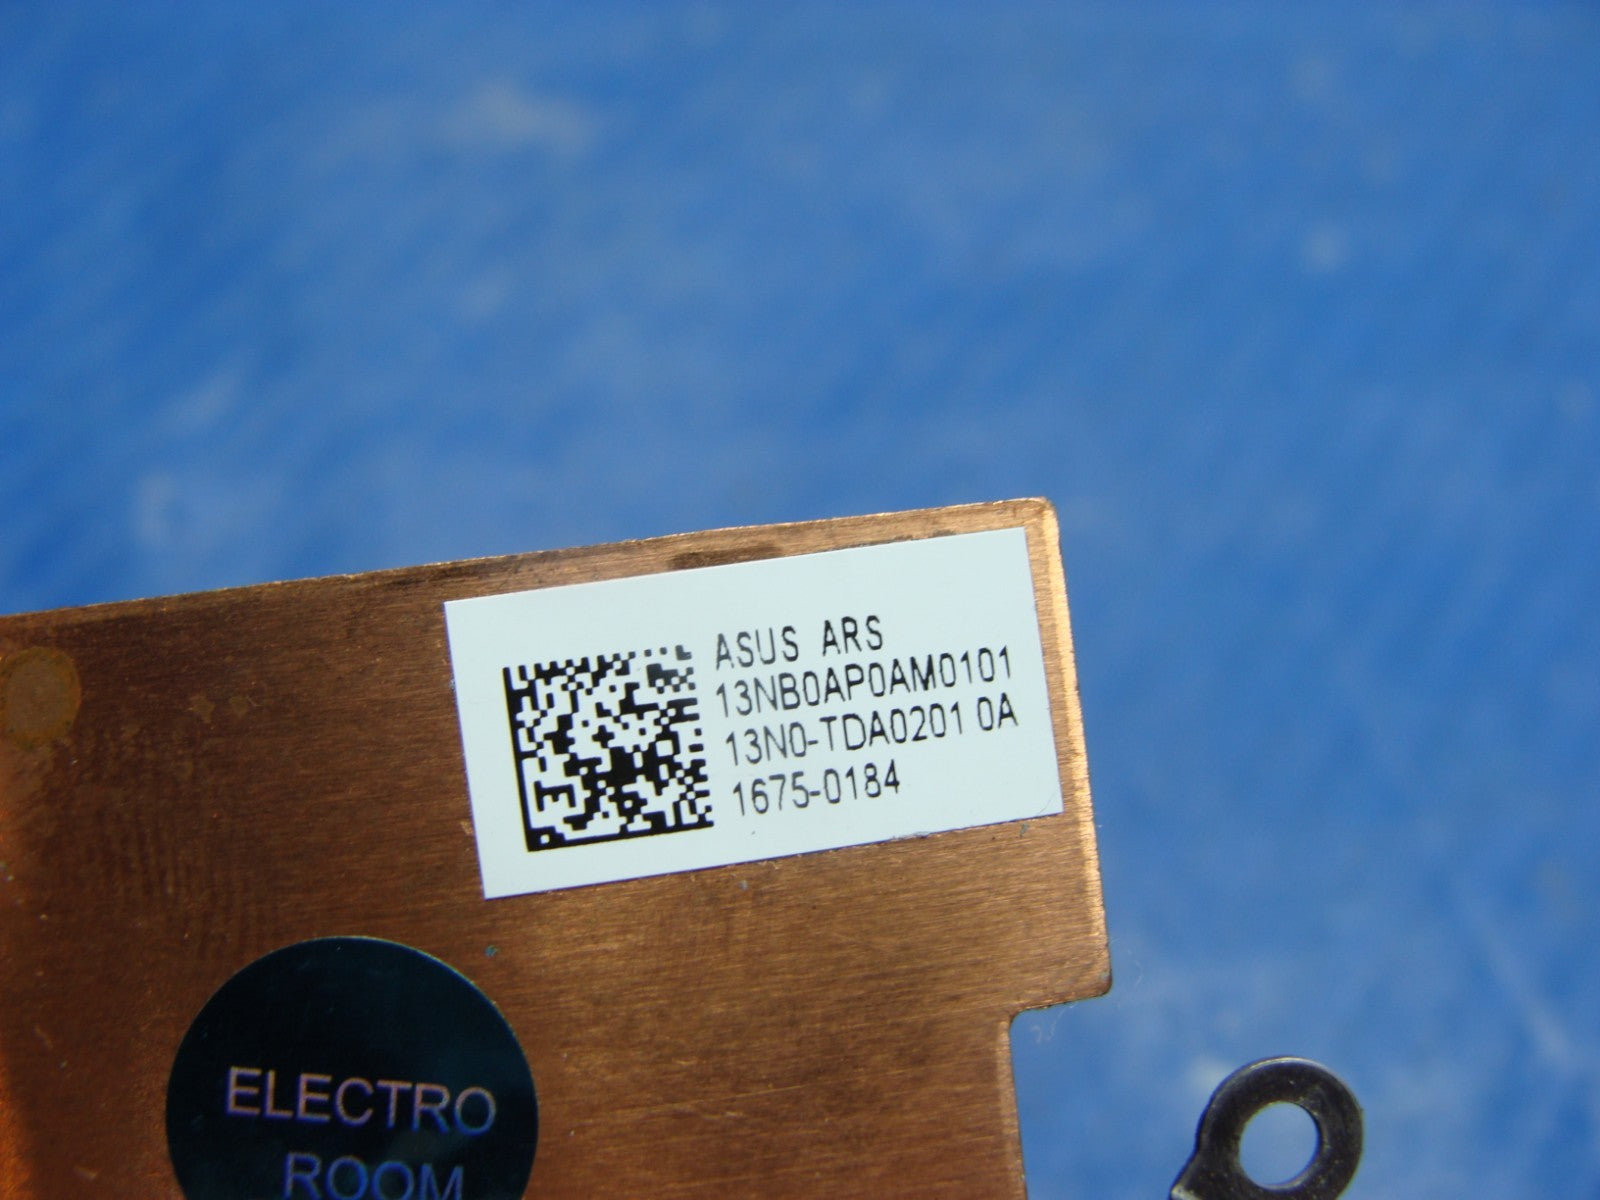 ASUS ARS
13NB0AP0AM0101
13N0-TDA0201 0A
1675-0184
ELECTRO
ROOM